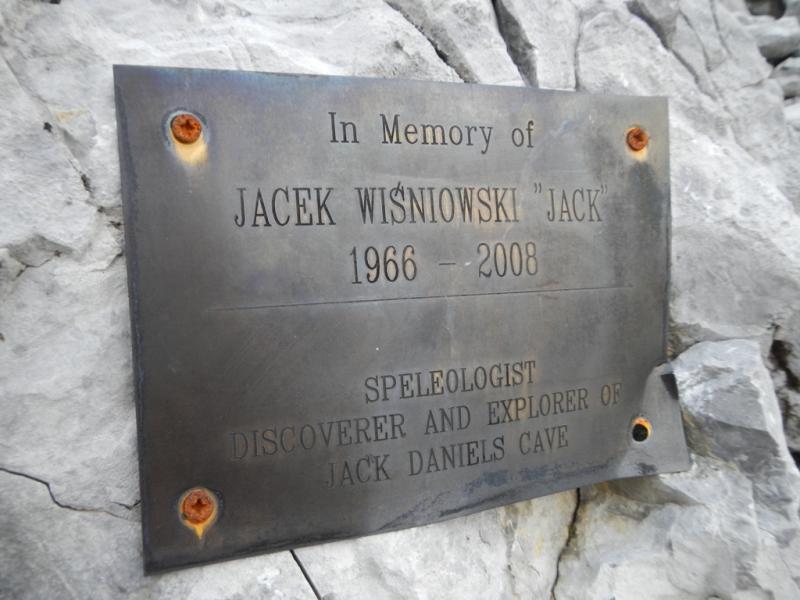 In Memory of
JACEK WIŚNIOWSKI "JACK"
1966 - 2008
SPELEOLOGIST
DISCOVERER AND EXPLORER OF
JACK DANIELS CAVE